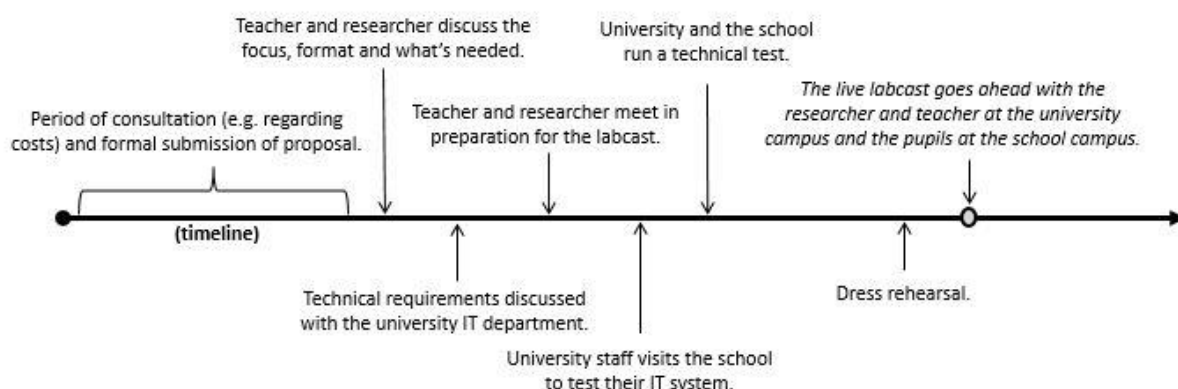 Teacher and researcher discuss the
focus, format and what's needed.
University and the school
run a technical test.
The live labcast goes ahead with the
researcher and teacher at the university
campus and the pupils at the school campus.
Period of consultation (e.g. regarding
costs) and formal submission of proposal.
Teacher and researcher meet in
preparation for the labcast.
(timeline)
Technical requirements discussed
with the university IT department.
Dress rehearsal.
University staff visits the school
to test their IT system.